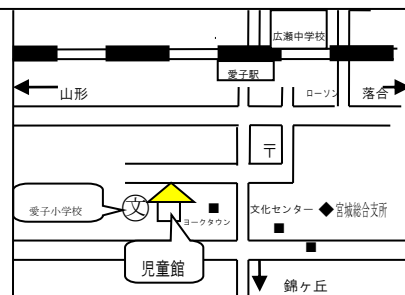 広瀬中学校
愛子駅
山形
ローソン
落合
〒
愛子小学校
文
ヨークタウン
文化センター
宮城総合支所
児童館
錦ヶ丘